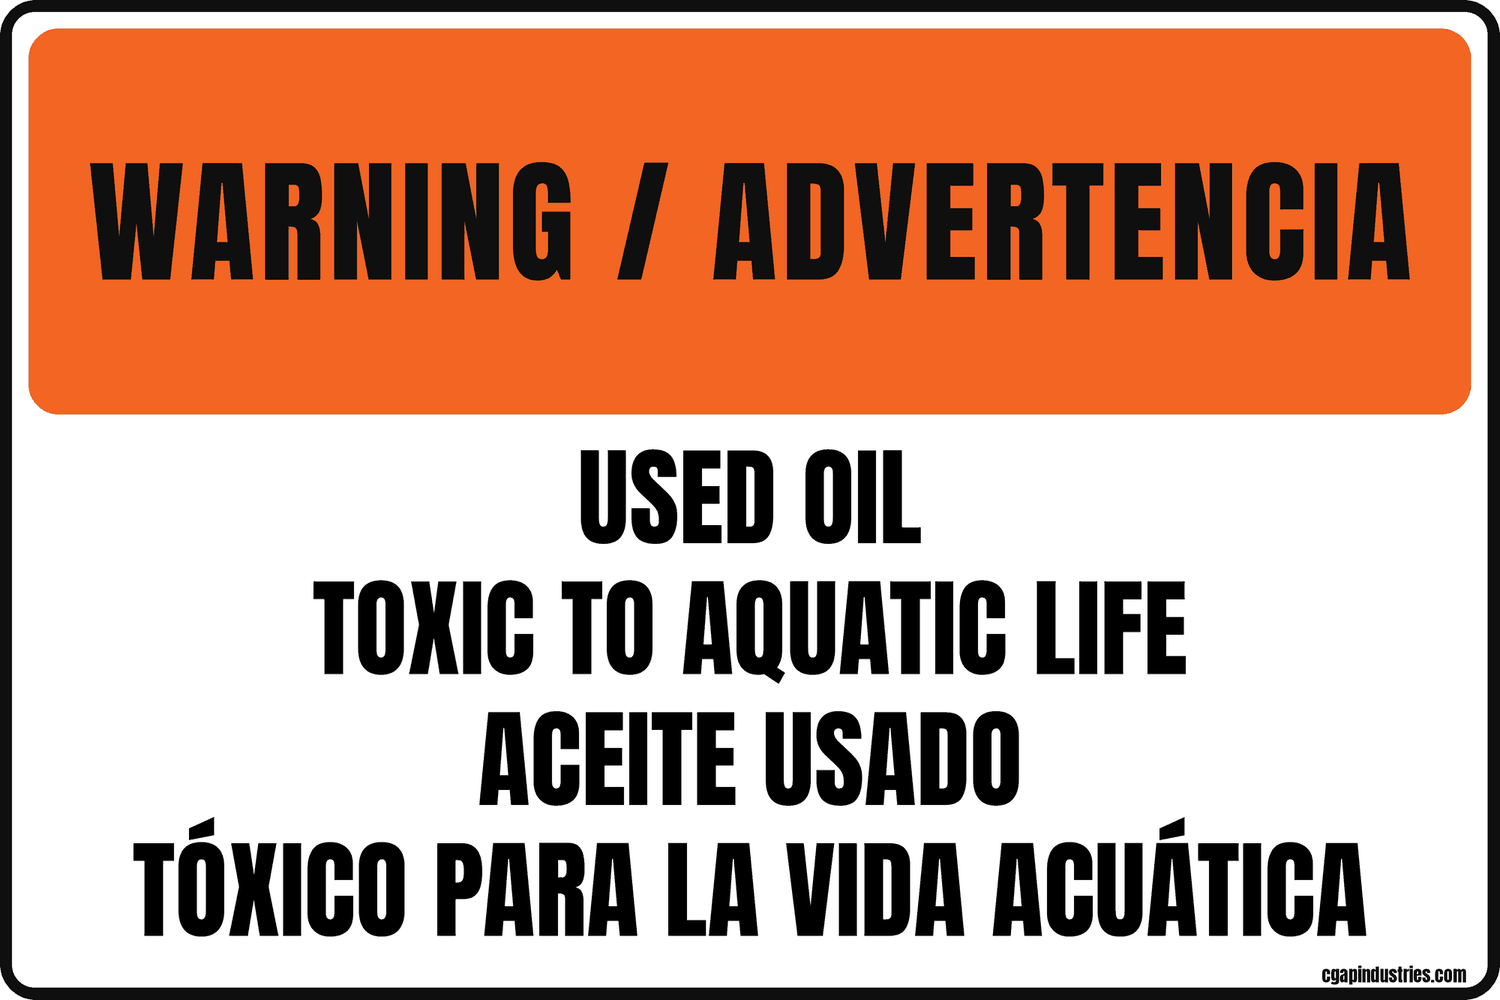 WARNING / ADVERTENCIA
USED OIL
TOXIC TO AQUATIC LIFE
ACEITE USADO
TÓXICO PARA LA VIDA ACUÁTICA
cgapindustries.com